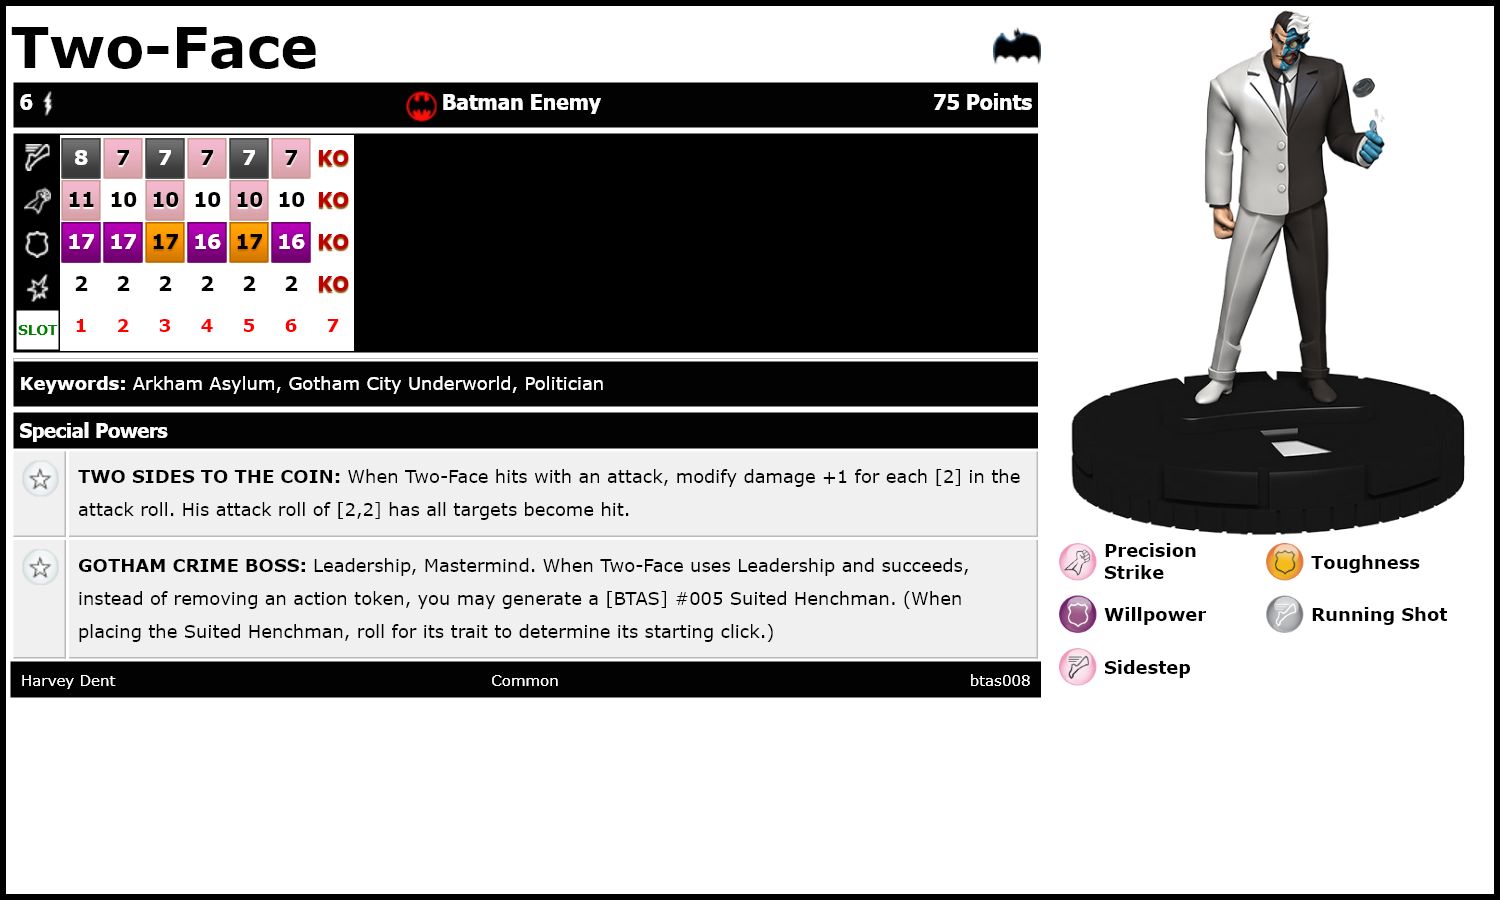 Two-Face
6 Batman Enemy 75 Points
8 7 7 7 7 7 KO
11 10 10 10 10 10 KO
17 17 17 16 17 16 KO
2 2 2 2 2 2 KO
SLOT 1 2 3 4 5 6 7
Keywords: Arkham Asylum, Gotham City Underworld, Politician
Special Powers
TWO SIDES TO THE COIN: When Two-Face hits with an attack, modify damage +1 for each [2] in the
attack roll. His attack roll of [2,2] has all targets become hit.
GOTHAM CRIME BOSS: Leadership, Mastermind. When Two-Face uses Leadership and succeeds,
instead of removing an action token, you may generate a [BTAS] #005 Suited Henchman. (When
placing the Suited Henchman, roll for its trait to determine its starting click.)
Harvey Dent Common btas008
Precision
Strike
Toughness
Willpower
Running Shot
Sidestep